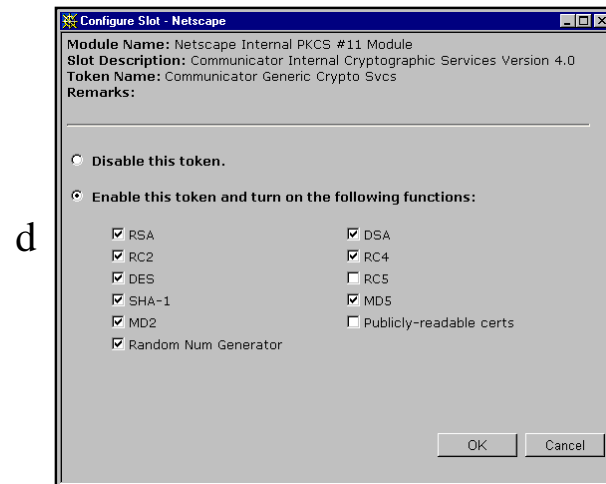 Configure Slot - Netscape
Module Name: Netscape Internal PKCS #11 Module
Slot Description: Communicator Internal Cryptographic Services Version 4.0
Token Name: Communicator Generic Crypto Svcs
Remarks:
Disable this token.
Enable this token and turn on the following functions:
d
RSA DSA
RC2 RC4
DES RC5
SHA-1 MD5
MD2 Publicly-readable certs
Random Num Generator
OK Cancel